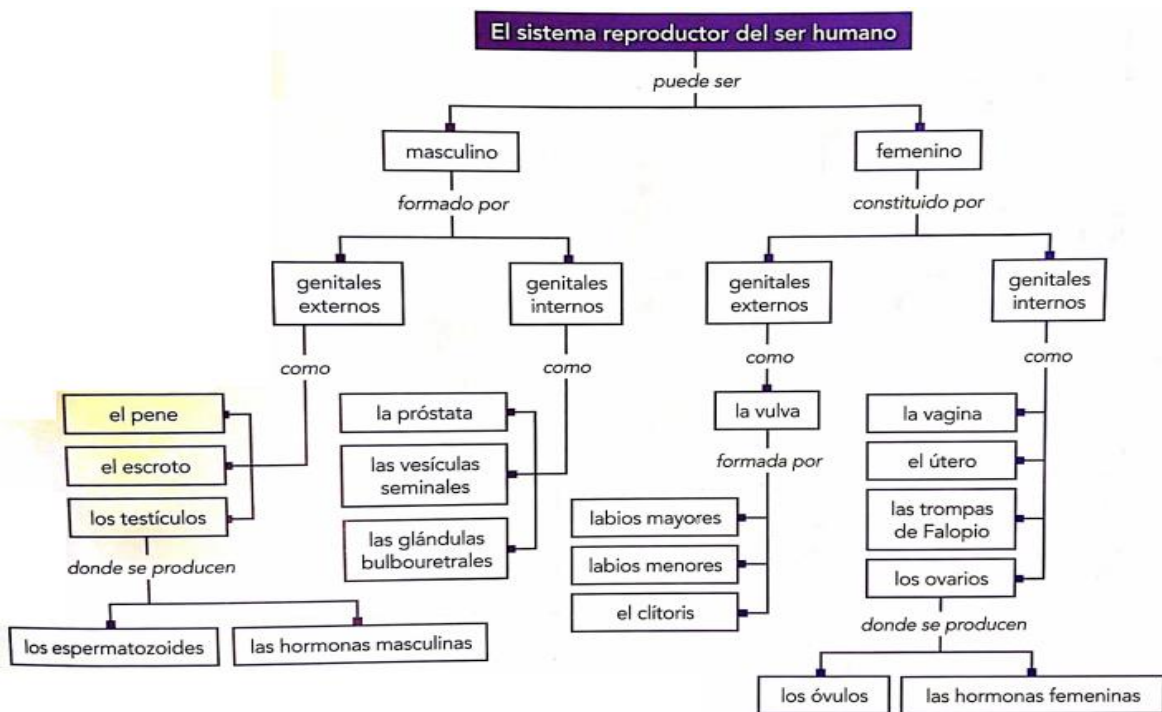 El sistema reproductor del ser humano
puede ser
masculino
femenino
formado por
constituido por
genitales
externos
genitales
internos
genitales
externos
genitales
internos
como
como
como
como
el pene
el escroto
los testículos
donde se producen
los espermatozoides
las hormonas masculinas
la próstata
las vesículas
seminales
las glándulas
bulbouretrales
la vulva
formada por
labios mayores
labios menores
el clítoris
la vagina
el útero
las trompas
de Falopio
los ovarios
donde se producen
los óvulos
las hormonas femeninas